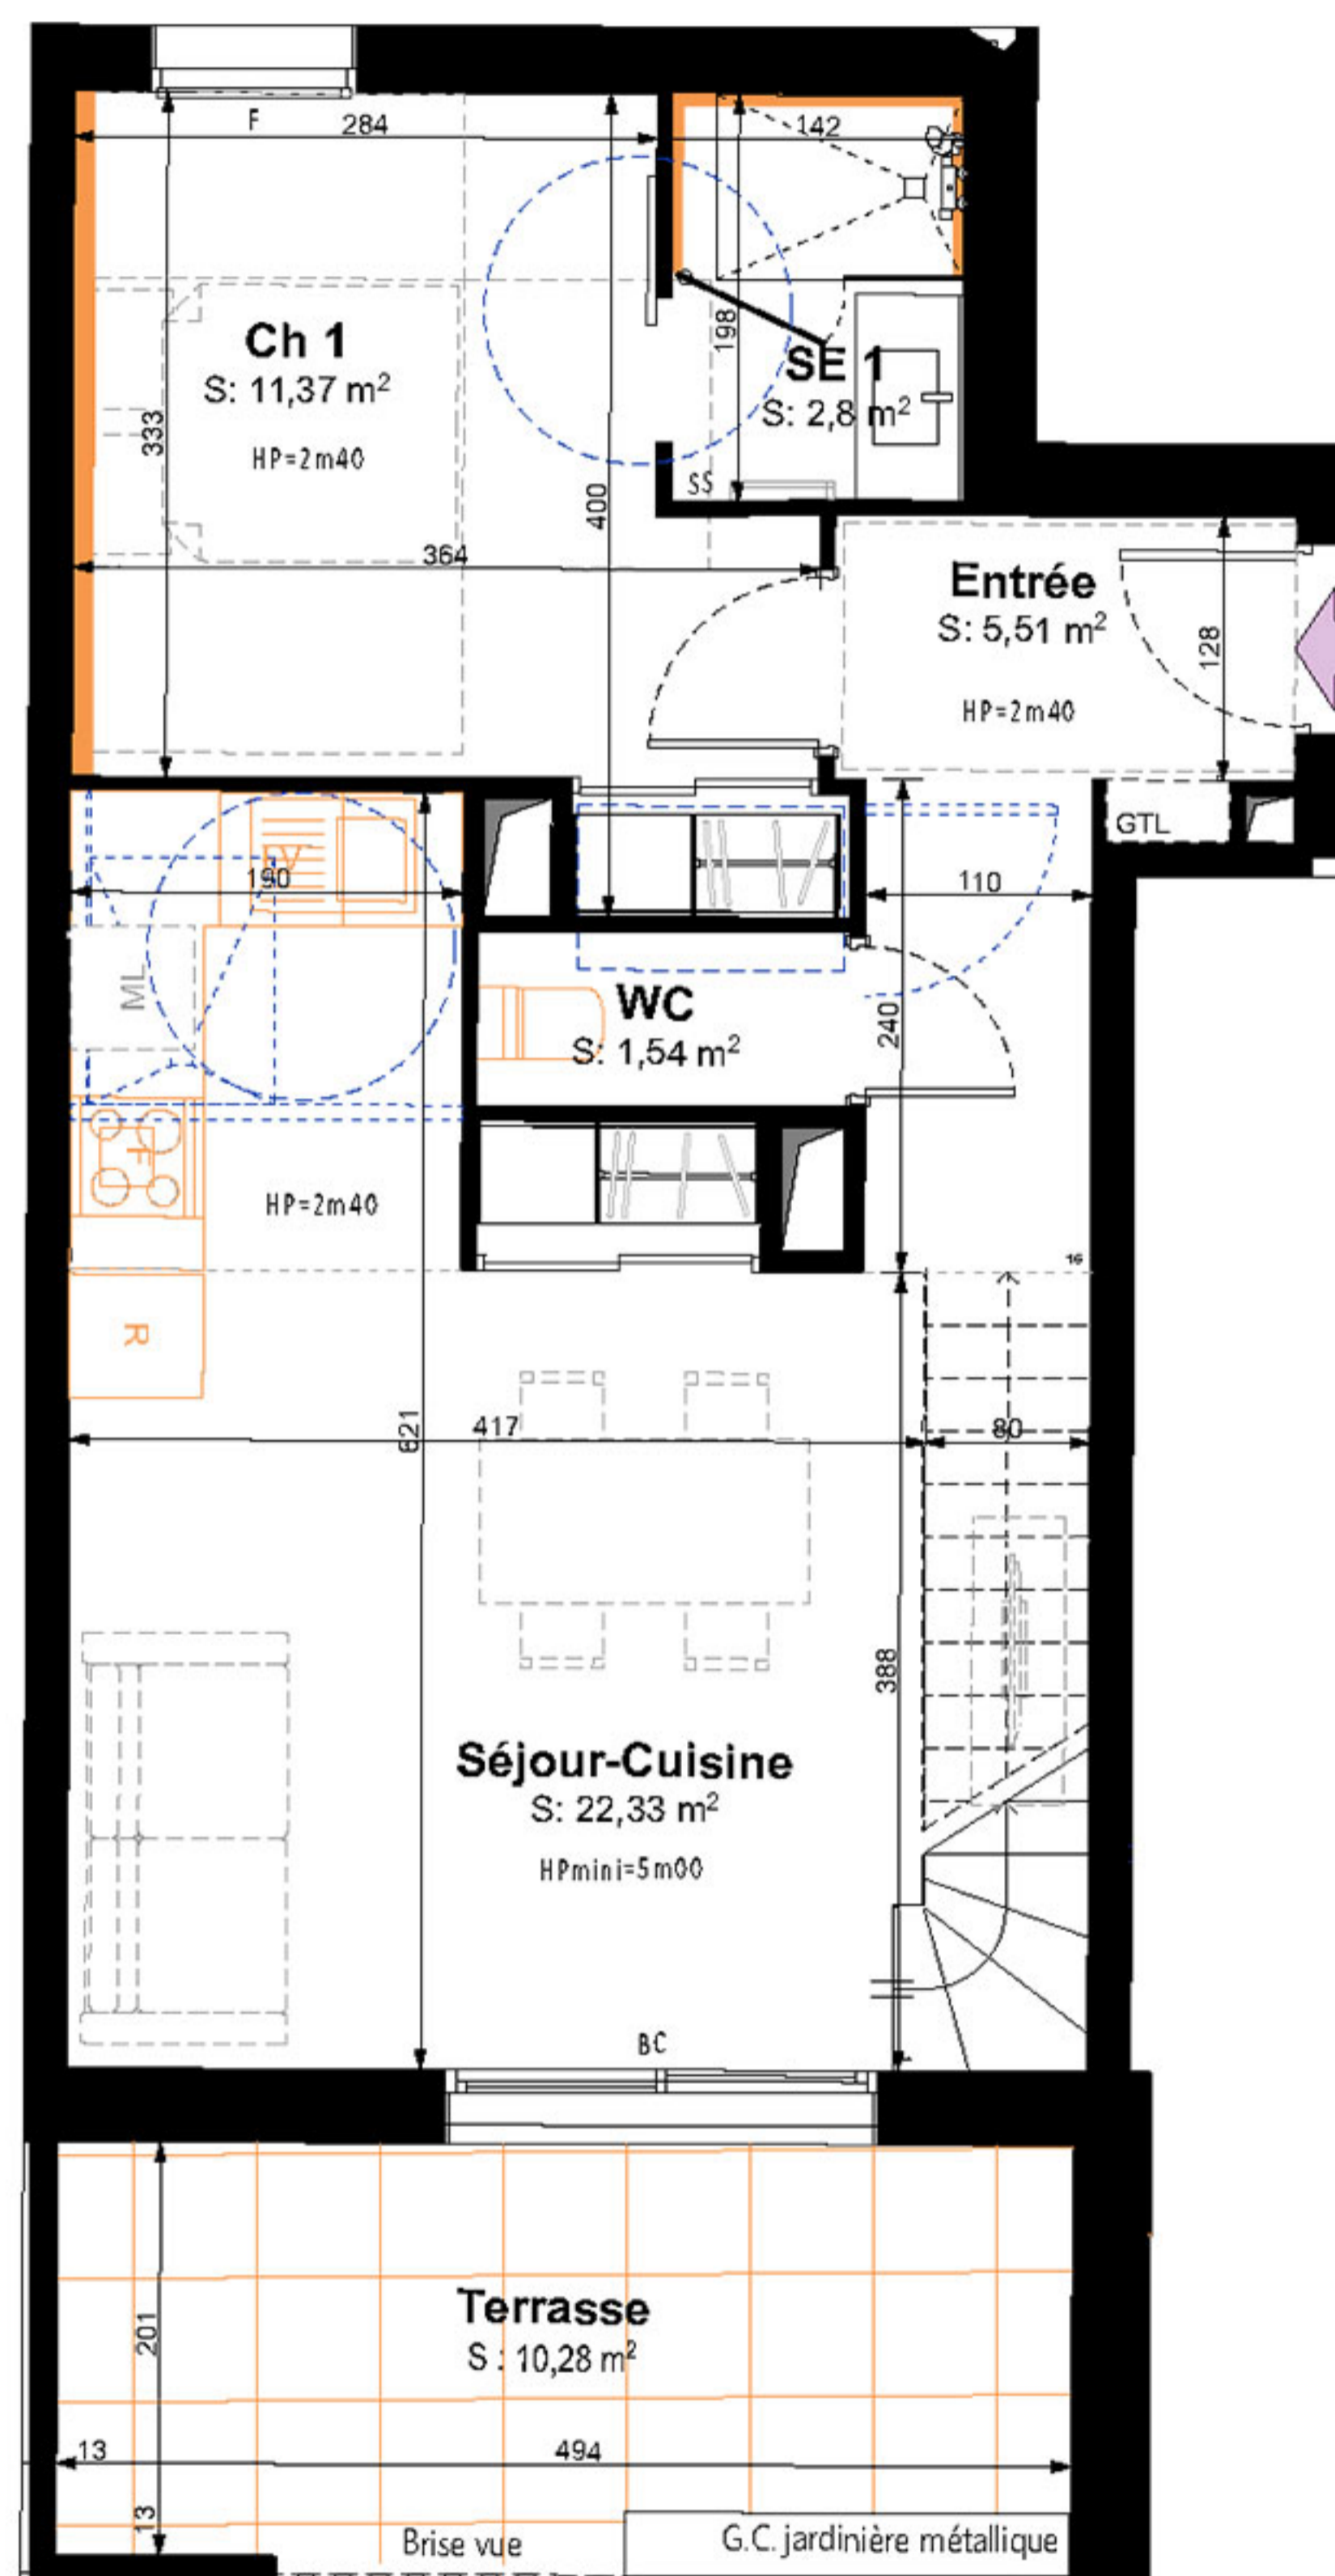 F
284
142
Ch 1
S: 11,37 m²
HP=2m40
333
198
SE 1
S: 2,8 m²
SS
400
364
Entrée
S: 5,51 m²
HP=2m40
128
GTL
190
LV
110
ML
WC
S: 1,54 m²
240
F
HP=2m40
16
R
621
417
80
388
Séjour-Cuisine
S: 22,33 m²
HPmini=5m00
BC
1
Terrasse
S : 10,28 m²
201
13
494
13
Brise vue
G.C. jardinière métallique